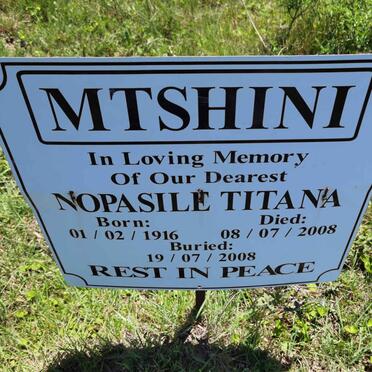 MTSHINI
In Loving Memory
Of Our Dearest
NOPASILE TITANA
Born: Died:
01 / 02 / 1916 08 / 07 / 2008
Buried:
19 / 07 / 2008
REST IN PEACE